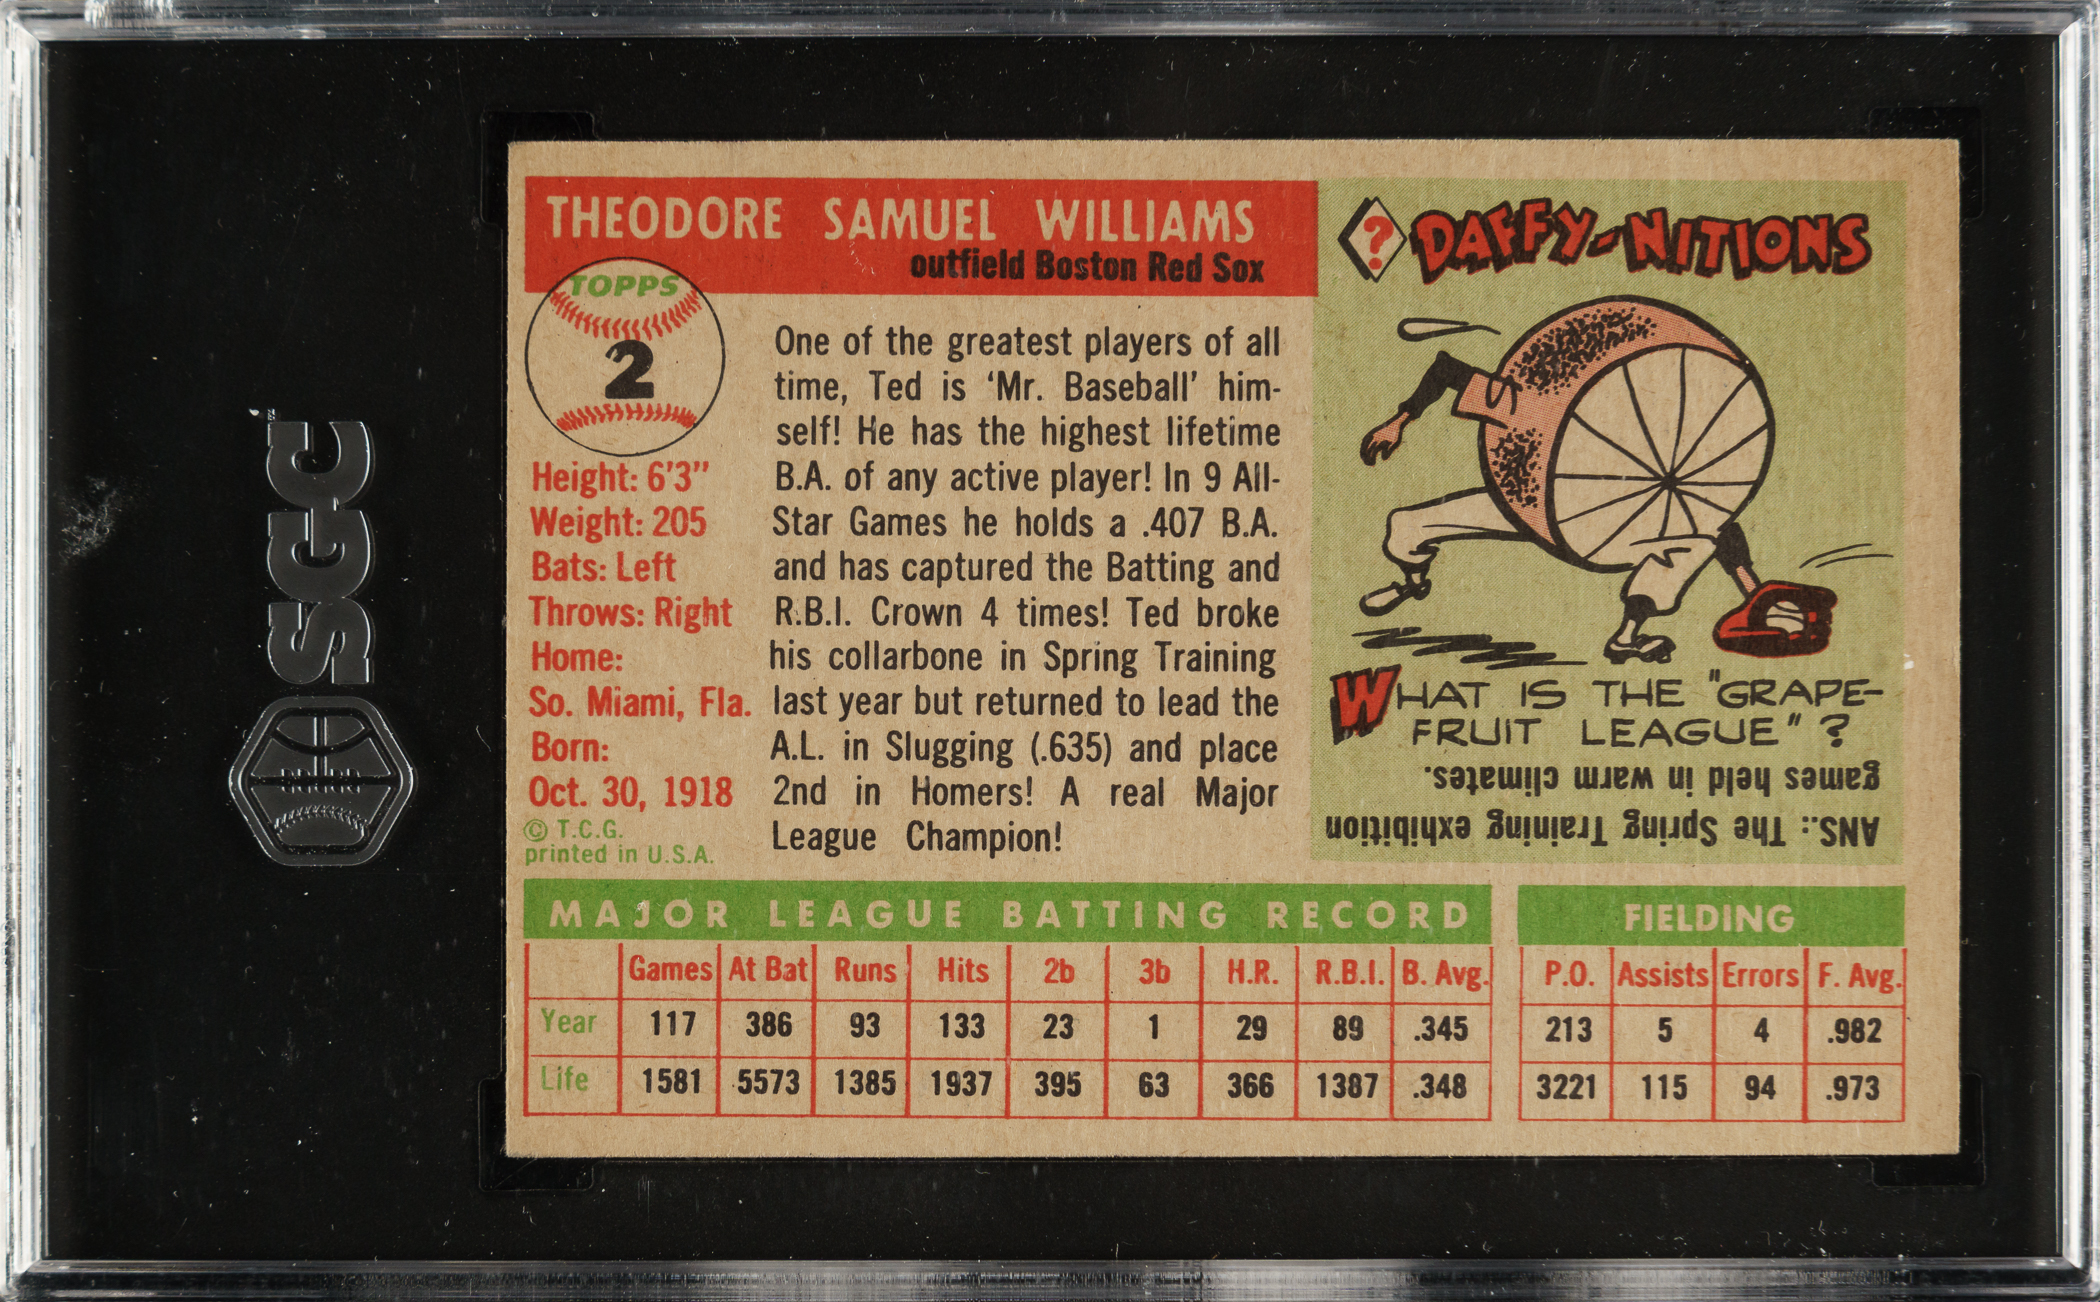 SGC
THEODORE SAMUEL WILLIAMS
outfield Boston Red Sox
TOPPS
2
Height: 6'3"
Weight: 205
Bats: Left
Throws: Right
Home:
So. Miami, Fla.
Born:
Oct. 30, 1918
© T.C.G.
printed in U.S.A.
One of the greatest players of all
time, Ted is ‘Mr. Baseball’ him-
self! He has the highest lifetime
B.A. of any active player! In 9 All-
Star Games he holds a .407 B.A.
and has captured the Batting and
R.B.I. Crown 4 times! Ted broke
his collarbone in Spring Training
last year but returned to lead the
A.L. in Slugging (.635) and place
2nd in Homers! A real Major
League Champion!
? DAFFY-NITIONS
WHAT IS THE "GRAPE-
FRUIT LEAGUE"?
ANS.: The Spring Training exhibition
games held in warm climates.
MAJOR LEAGUE BATTING RECORD
Games At Bat Runs Hits 2b 3b H.R. R.B.I. B. Avg.
Year 117 386 93 133 23 1 29 89 .345
Life 1581 5573 1385 1937 395 63 366 1387 .348
FIELDING
P.O. Assists Errors F. Avg.
213 5 4 .982
3221 115 94 .973